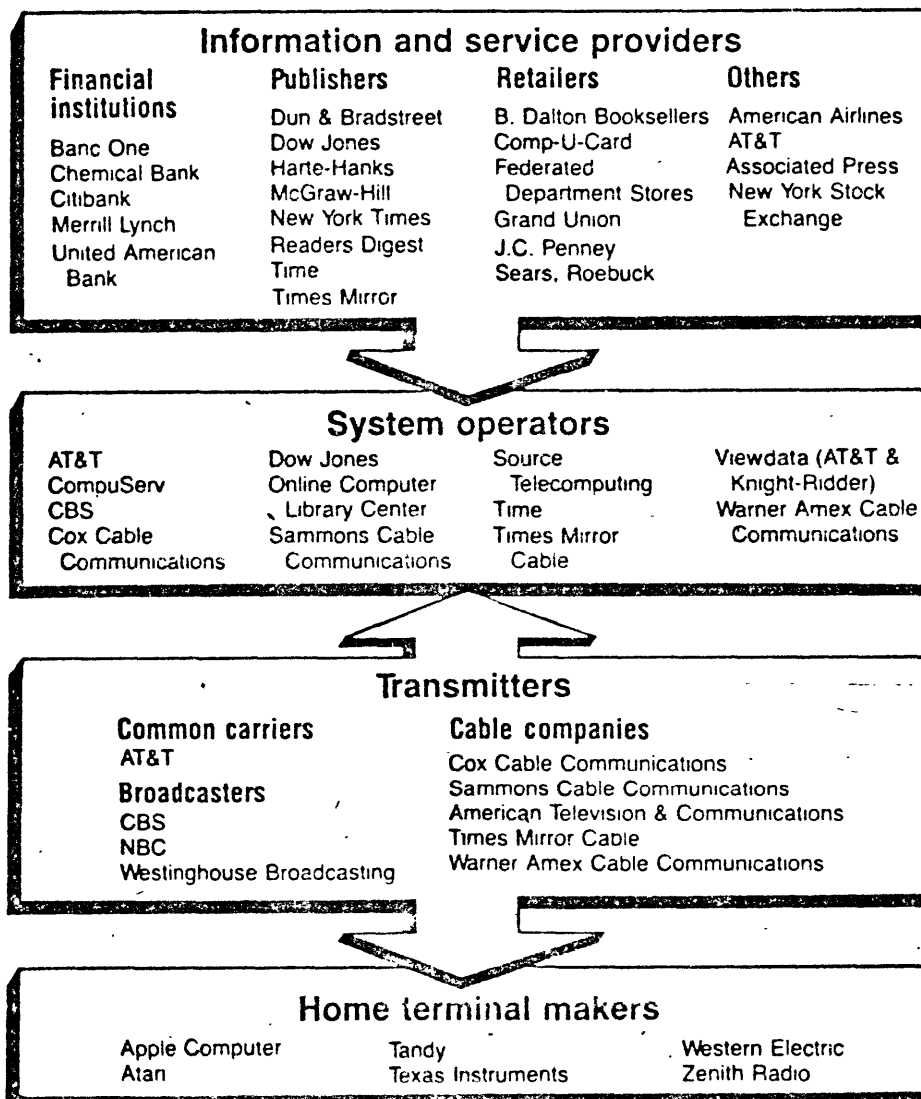 Information and service providers
Financial
institutions
Banc One
Chemical Bank
Citibank
Merrill Lynch
United American
Bank
Publishers
Dun & Bradstreet
Dow Jones
Harte-Hanks
McGraw-Hill
New York Times
Readers Digest
Time
Times Mirror
Retailers
B. Dalton Booksellers
Comp-U-Card
Federated
Department Stores
Grand Union
J.C. Penney
Sears, Roebuck
Others
American Airlines
AT&T
Associated Press
New York Stock
Exchange
System operators
AT&T
CompuServ
CBS
Cox Cable
Communications
Dow Jones
Online Computer
Library Center
Sammons Cable
Communications
Source
Telecomputing
Time
Times Mirror
Cable
Viewdata (AT&T &
Knight-Ridder)
Warner Amex Cable
Communications
Transmitters
Common carriers
AT&T
Broadcasters
CBS
NBC
Westinghouse Broadcasting
Cable companies
Cox Cable Communications
Sammons Cable Communications
American Television & Communications
Times Mirror Cable
Warner Amex Cable Communications
Home terminal makers
Apple Computer
Atari
Tandy
Texas Instruments
Western Electric
Zenith Radio